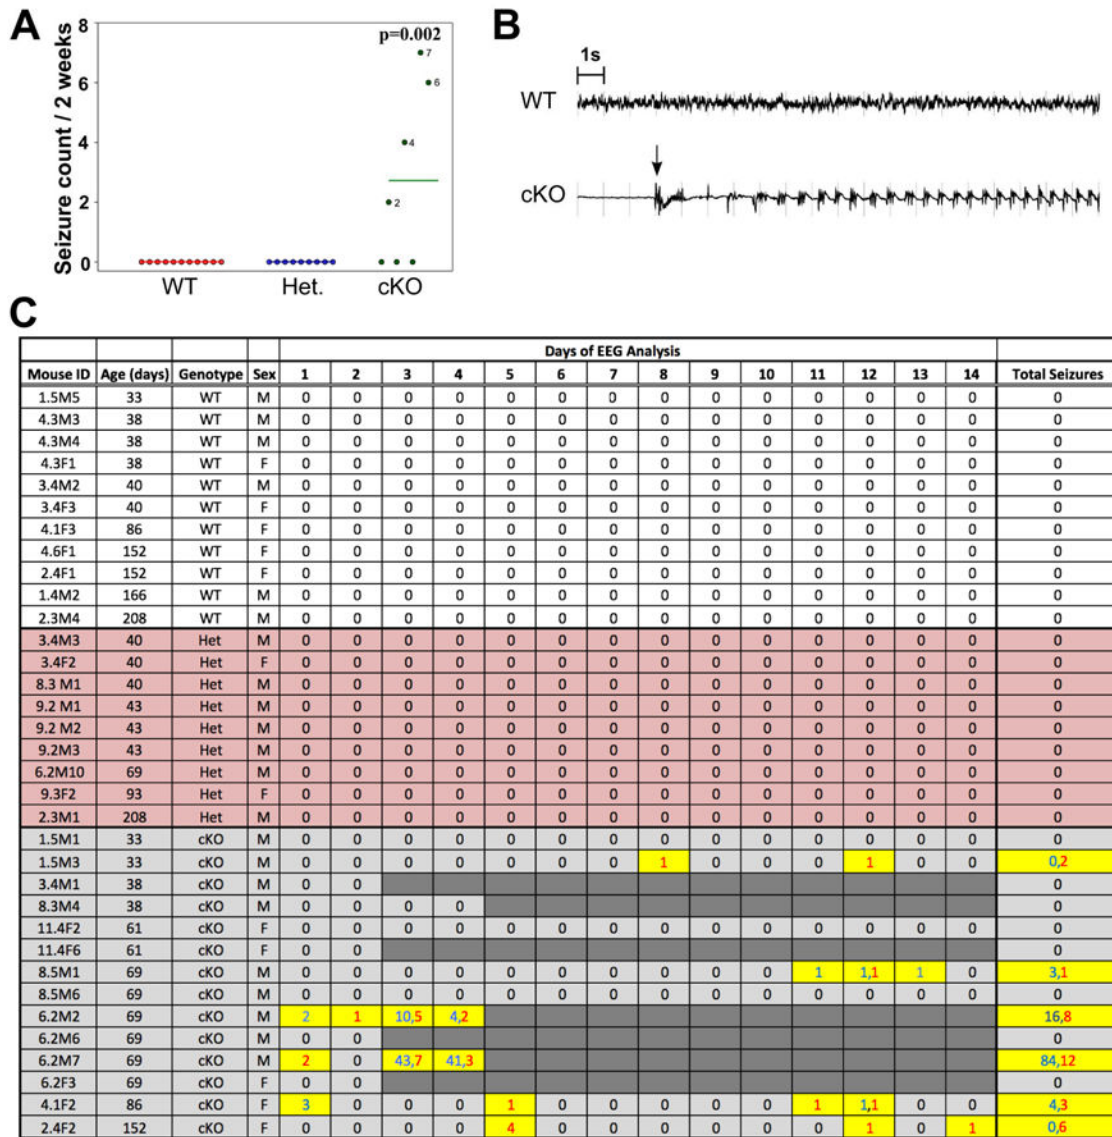 A
p=0.002
Seizure count / 2 weeks
8
6
4
2
0
7
6
4
2
WT
Het.
cKO
B
1s
WT
cKO
C
Days of EEG Analysis
Mouse ID Age (days) Genotype Sex 1 2 3 4 5 6 7 8 9 10 11 12 13 14 Total Seizures
1.5M5 33 WT M 0 0 0 0 0 0 0 0 0 0 0 0 0 0 0
4.3M3 38 WT M 0 0 0 0 0 0 0 0 0 0 0 0 0 0 0
4.3M4 38 WT M 0 0 0 0 0 0 0 0 0 0 0 0 0 0 0
4.3F1 38 WT F 0 0 0 0 0 0 0 0 0 0 0 0 0 0 0
3.4M2 40 WT M 0 0 0 0 0 0 0 0 0 0 0 0 0 0 0
3.4F3 40 WT F 0 0 0 0 0 0 0 0 0 0 0 0 0 0 0
4.1F3 86 WT F 0 0 0 0 0 0 0 0 0 0 0 0 0 0 0
4.6F1 152 WT F 0 0 0 0 0 0 0 0 0 0 0 0 0 0 0
2.4F1 152 WT F 0 0 0 0 0 0 0 0 0 0 0 0 0 0 0
1.4M2 166 WT M 0 0 0 0 0 0 0 0 0 0 0 0 0 0 0
2.3M4 208 WT M 0 0 0 0 0 0 0 0 0 0 0 0 0 0 0
3.4M3 40 Het M 0 0 0 0 0 0 0 0 0 0 0 0 0 0 0
3.4F2 40 Het F 0 0 0 0 0 0 0 0 0 0 0 0 0 0 0
8.3 M1 40 Het M 0 0 0 0 0 0 0 0 0 0 0 0 0 0 0
9.2 M1 43 Het M 0 0 0 0 0 0 0 0 0 0 0 0 0 0 0
9.2 M2 43 Het M 0 0 0 0 0 0 0 0 0 0 0 0 0 0 0
9.2M3 43 Het M 0 0 0 0 0 0 0 0 0 0 0 0 0 0 0
6.2M10 69 Het M 0 0 0 0 0 0 0 0 0 0 0 0 0 0 0
9.3F2 93 Het F 0 0 0 0 0 0 0 0 0 0 0 0 0 0 0
2.3M1 208 Het M 0 0 0 0 0 0 0 0 0 0 0 0 0 0 0
1.5M1 33 cKO M 0 0 0 0 0 0 0 0 0 0 0 0 0 0 0
1.5M3 33 cKO M 0 0 0 0 0 0 0 1 0 0 0 1 0 0 0,2
3.4M1 38 cKO M 0 0 0
8.3M4 38 cKO M 0 0 0 0 0
11.4F2 61 cKO F 0 0 0 0 0 0 0 0 0 0 0 0 0 0 0
11.4F6 61 cKO F 0 0 0
8.5M1 69 cKO M 0 0 0 0 0 0 0 0 0 0 1 1,1 1 0 3,1
8.5M6 69 cKO M 0 0 0 0 0 0 0 0 0 0 0 0 0 0 0
6.2M2 69 cKO M 2 1 10,5 4,2 16,8
6.2M6 69 cKO M 0 0 0
6.2M7 69 cKO M 2 0 43,7 41,3 84,12
6.2F3 69 cKO F 0 0 0
4.1F2 86 cKO F 3 0 0 0 1 0 0 0 0 0 1 1,1 0 0 4,3
2.4F2 152 cKO F 0 0 0 0 4 0 0 0 0 0 0 1 0 1 0,6